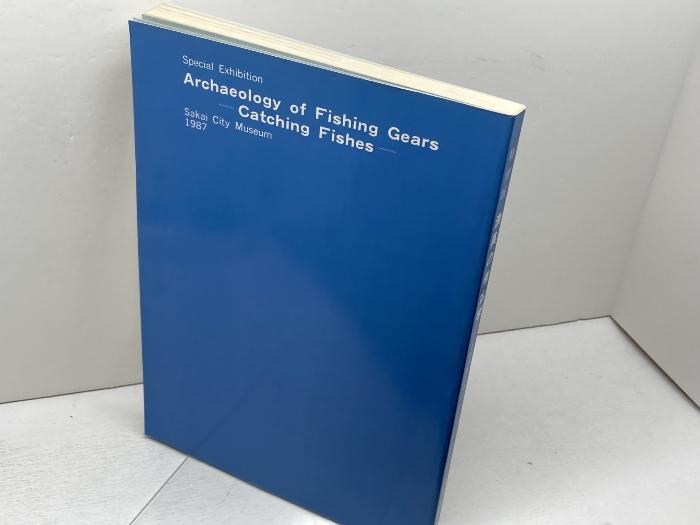 Special Exhibition
Archaeology of Fishing Gears
— Catching Fishes —
Sakai City Museum
1987